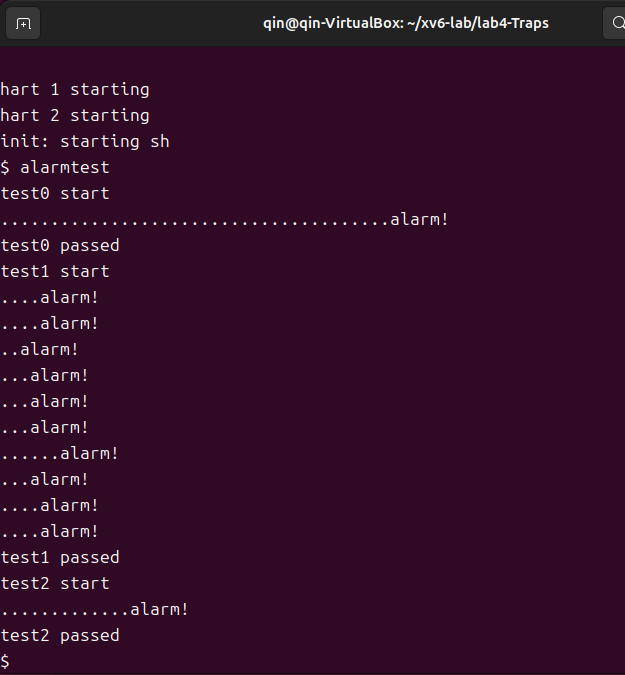 qin@qin-VirtualBox: ~/xv6-lab/lab4-Traps
hart 1 starting
hart 2 starting
init: starting sh
$ alarmtest
test0 start
.......................................alarm!
test0 passed
test1 start
....alarm!
....alarm!
..alarm!
...alarm!
...alarm!
...alarm!
......alarm!
...alarm!
....alarm!
....alarm!
test1 passed
test2 start
.............alarm!
test2 passed
$